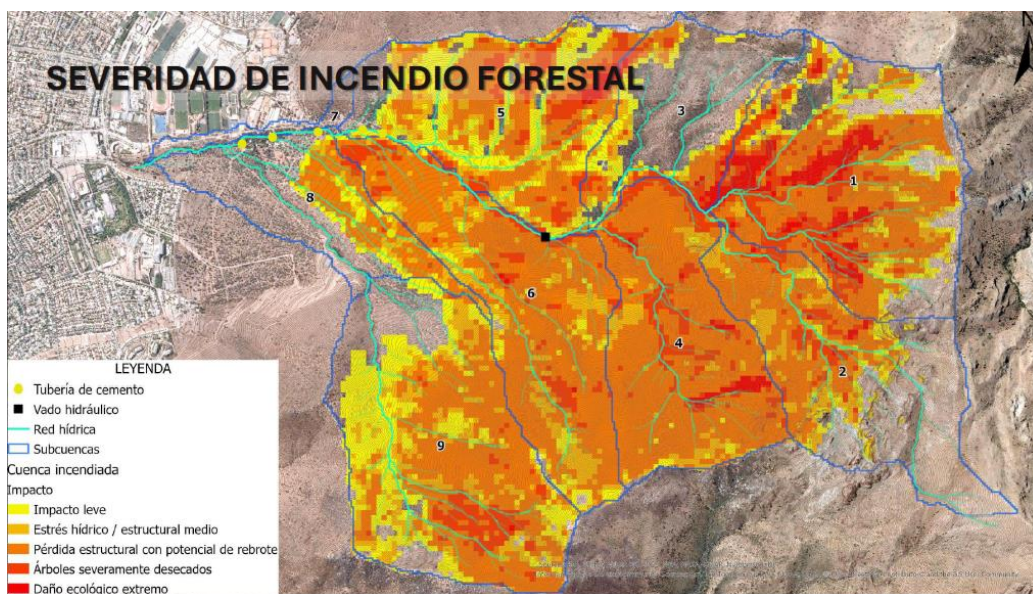 SEVERIDAD DE INCENDIO FORESTAL
7
5
3
1
8
6
4
2
9
LEYENDA
Tubería de cemento
Vado hidráulico
Red hídrica
Subcuencas
Cuenca incendiada
Impacto
Impacto leve
Estrés hídrico / estructural medio
Pérdida estructural con potencial de rebrote
Árboles severamente desecados
Daño ecológico extremo